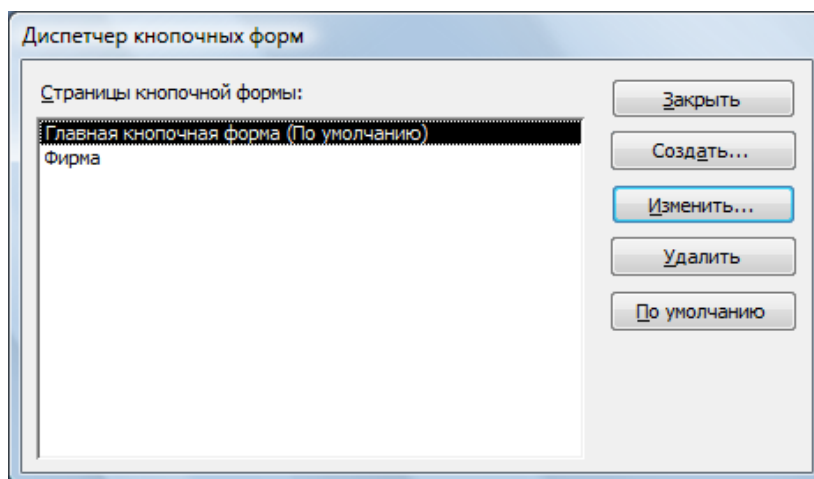 Диспетчер кнопочных форм
Страницы кнопочной формы:
Главная кнопочная форма (По умолчанию)
Фирма
Закрыть
Создать...
Изменить...
Удалить
По умолчанию